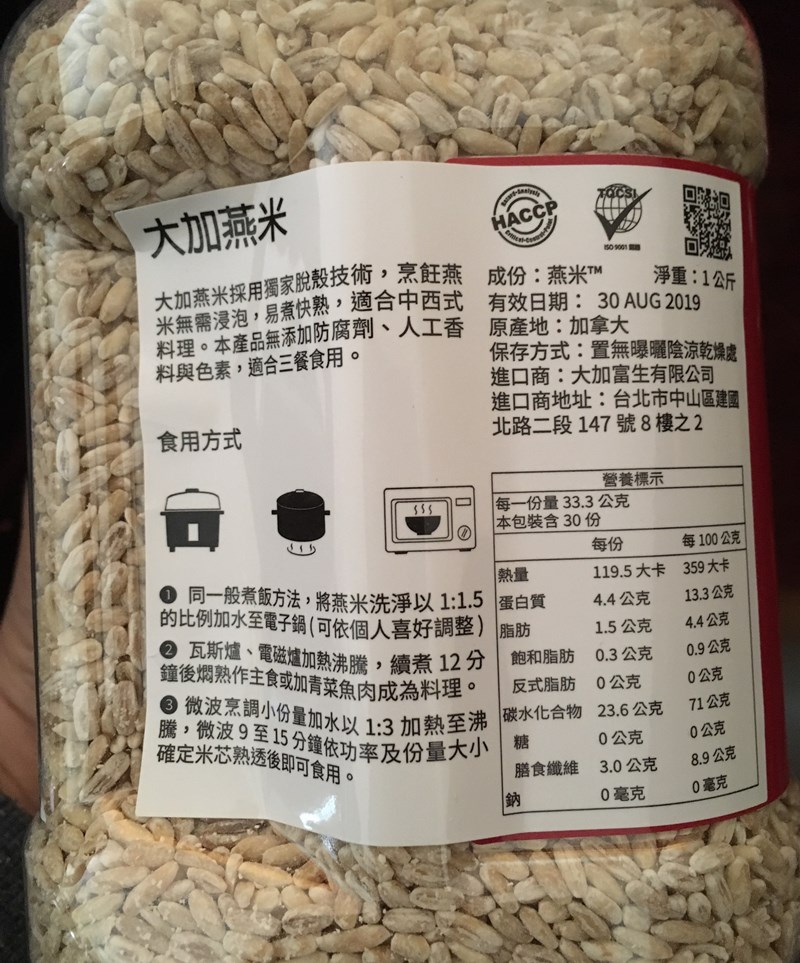 大加燕米
大加燕米採用獨家脫殼技術，烹飪燕
米無需浸泡，易煮快熟，適合中西式
料理。本產品無添加防腐劑、人工香
料與色素，適合三餐食用。
食用方式
❶ 同一般煮飯方法，將燕米洗淨以 1:1.5
的比例加水至電子鍋(可依個人喜好調整)
❷ 瓦斯爐、電磁爐加熱沸騰，續煮 12 分
鐘後燜熟作主食或加青菜魚肉成為料理。
❸ 微波烹調小份量加水以 1:3 加熱至沸
騰，微波 9 至 15 分鐘依功率及份量大小
確定米芯熟透後即可食用。
HACCP
TQCSI
ISO 9001
成份：燕米™ 淨重：1 公斤
有效日期： 30 AUG 2019
原產地：加拿大
保存方式：置無曝曬陰涼乾燥處
進口商：大加富生有限公司
進口商地址：台北市中山區建國
北路二段 147 號 8 樓之 2
營養標示
每一份量 33.3 公克
本包裝含 30 份
每份 每 100 公克
熱量 119.5 大卡 359 大卡
蛋白質 4.4 公克 13.3 公克
脂肪 1.5 公克 4.4 公克
飽和脂肪 0.3 公克 0.9 公克
反式脂肪 0 公克 0 公克
碳水化合物 23.6 公克 71 公克
糖 0 公克 0 公克
膳食纖維 3.0 公克 8.9 公克
鈉 0 毫克 0 毫克